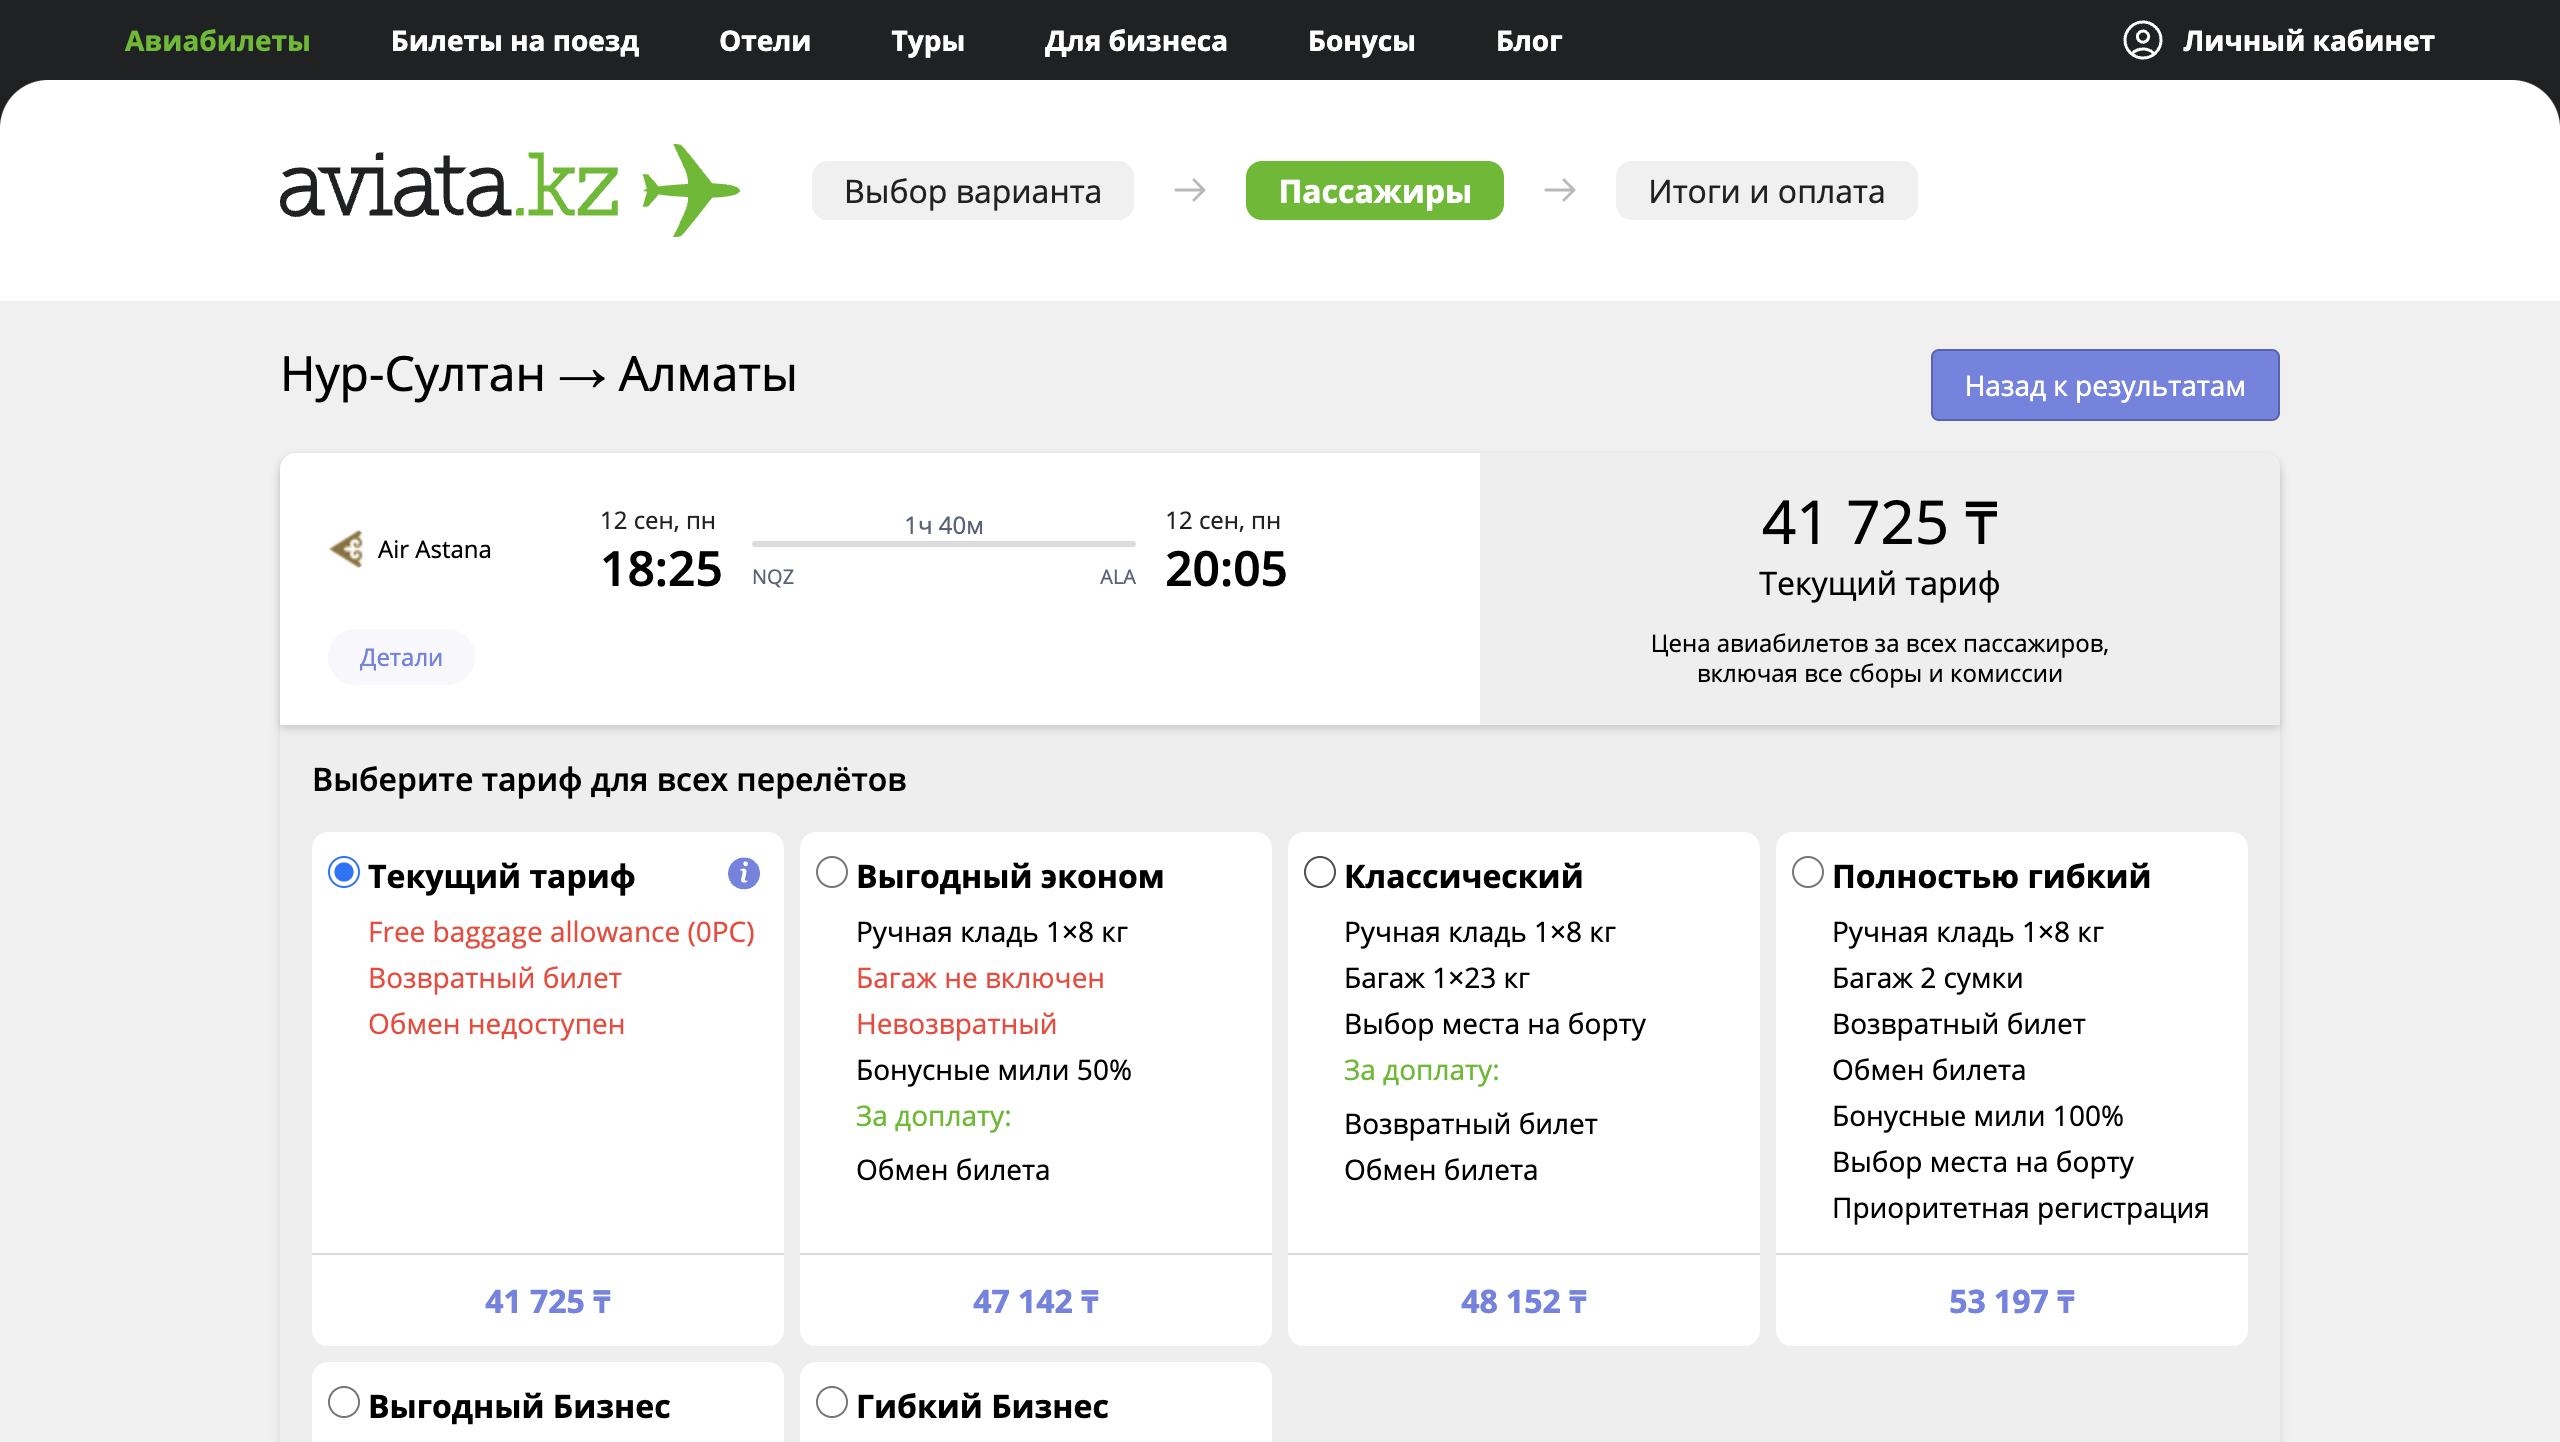 Авиабилеты Билеты на поезд Отели Туры Для бизнеса Бонусы Блог Личный кабинет
aviata.kz Выбор варианта → Пассажиры → Итоги и оплата
Нур-Султан → Алматы
Назад к результатам
Air Astana
12 сен, пн
18:25
1ч 40м
NQZ ALA
12 сен, пн
20:05
Детали
41 725 ₸
Текущий тариф
Цена авиабилетов за всех пассажиров,
включая все сборы и комиссии
Выберите тариф для всех перелётов
Текущий тариф i
Free baggage allowance (0PC)
Возвратный билет
Обмен недоступен
41 725 ₸
Выгодный эконом
Ручная кладь 1×8 кг
Багаж не включен
Невозвратный
Бонусные мили 50%
За доплату:
Обмен билета
47 142 ₸
Классический
Ручная кладь 1×8 кг
Багаж 1×23 кг
Выбор места на борту
За доплату:
Возвратный билет
Обмен билета
48 152 ₸
Полностью гибкий
Ручная кладь 1×8 кг
Багаж 2 сумки
Возвратный билет
Обмен билета
Бонусные мили 100%
Выбор места на борту
Приоритетная регистрация
53 197 ₸
Выгодный Бизнес
Гибкий Бизнес